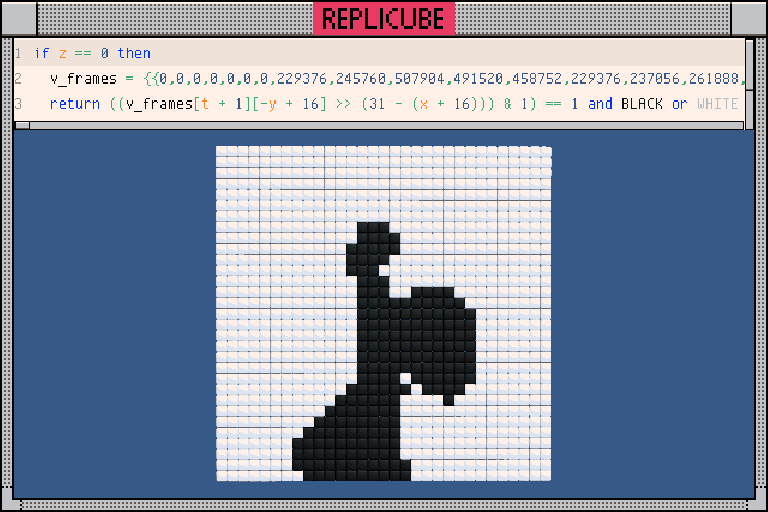 REPLICUBE
1 if z == 0 then
2 v_frames = {{0,0,0,0,0,0,0,229376,245760,507904,491520,458752,229376,237056,261888,
3 return ((v_frames[t + 1][-y + 16] >> (31 - (x + 16))) & 1) == 1 and BLACK or WHITE